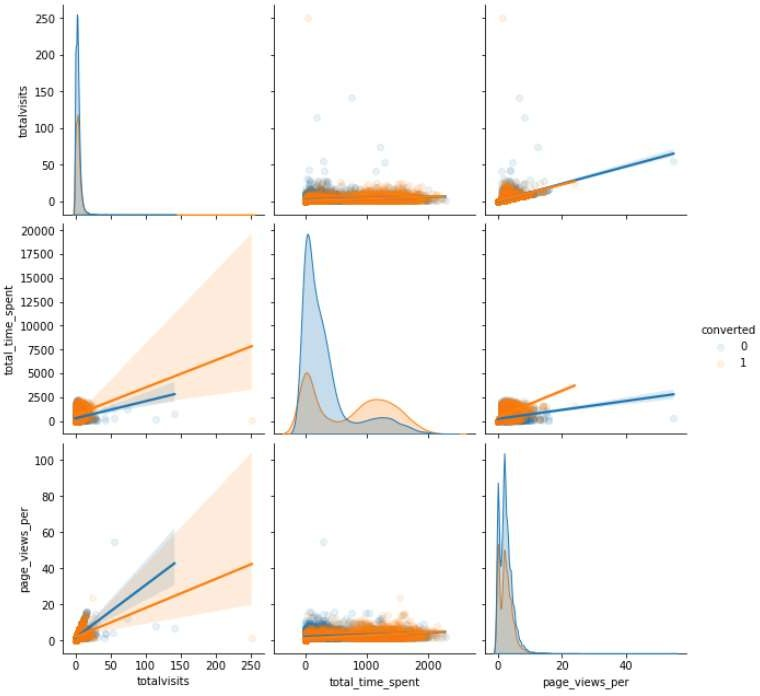 250
200
150
100
50
0
totalvisits
20000
17500
15000
12500
10000
7500
5000
2500
0
total_time_spent
converted
0
1
100
80
60
40
20
0
page_views_per
0 50 100 150 200 250
0 1000 2000
0 20 40
totalvisits total_time_spent page_views_per